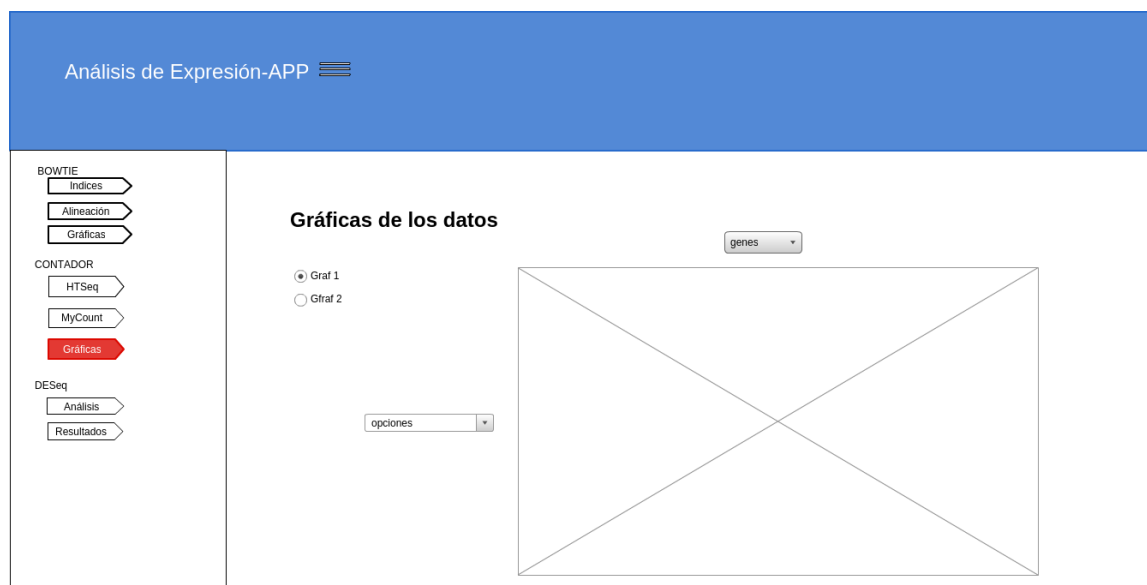 Análisis de Expresión-APP
BOWTIE
Indices
Alineación
Gráficas
CONTADOR
HTSeq
MyCount
Gráficas
DESeq
Análisis
Resultados
Gráficas de los datos
genes
Graf 1
Gfraf 2
opciones